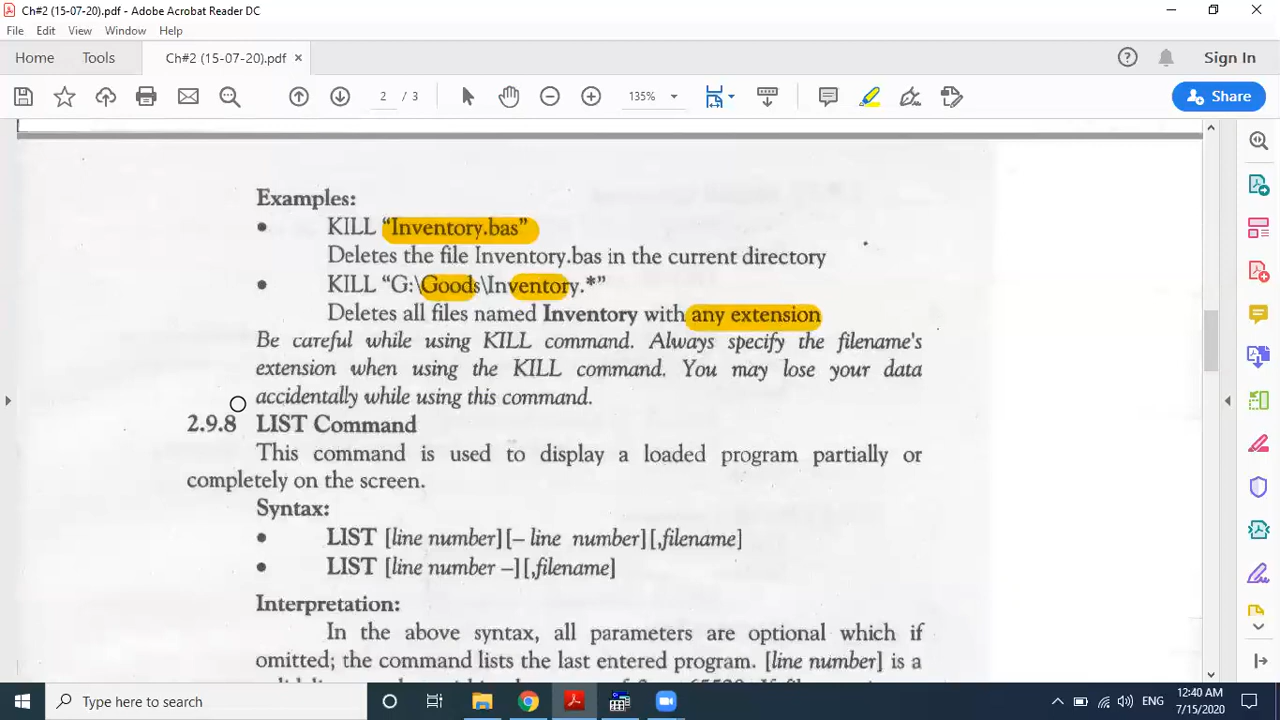 Ch#2 (15-07-20).pdf - Adobe Acrobat Reader DC
File Edit View Window Help
Home Tools Ch#2 (15-07-20).pdf × Sign In
2 / 3 135% Share
Examples:
• KILL “Inventory.bas”
Deletes the file Inventory.bas in the current directory
• KILL “G:\Goods\Inventory.*”
Deletes all files named Inventory with any extension
Be careful while using KILL command. Always specify the filename's
extension when using the KILL command. You may lose your data
accidentally while using this command.
2.9.8 LIST Command
This command is used to display a loaded program partially or
completely on the screen.
Syntax:
• LIST [line number][– line number][,filename]
• LIST [line number –][,filename]
Interpretation:
In the above syntax, all parameters are optional which if
omitted; the command lists the last entered program. [line number] is a
Type here to search ENG 12:40 AM
7/15/2020